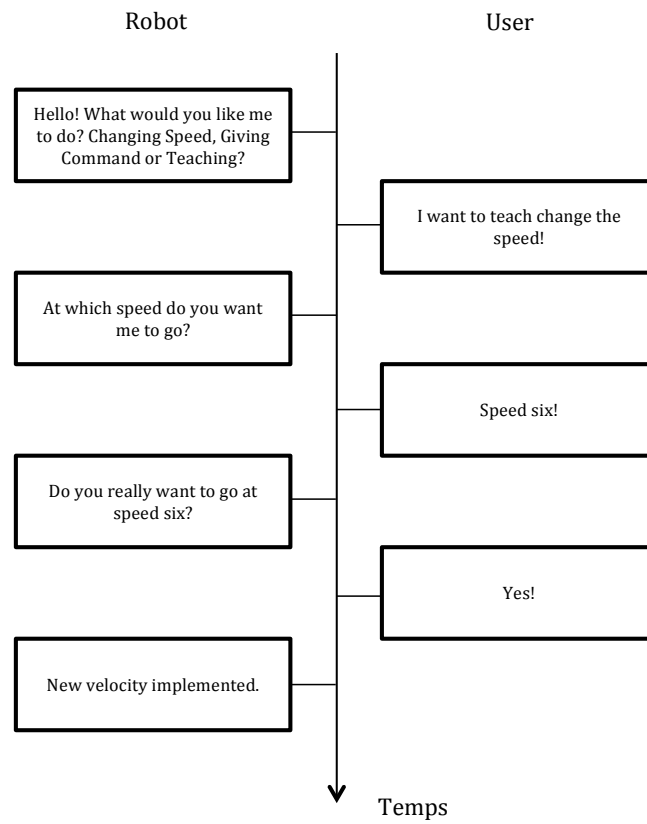 Robot
User
Hello! What would you like me
to do? Changing Speed, Giving
Command or Teaching?
I want to teach change the
speed!
At which speed do you want
me to go?
Speed six!
Do you really want to go at
speed six?
Yes!
New velocity implemented.
Temps